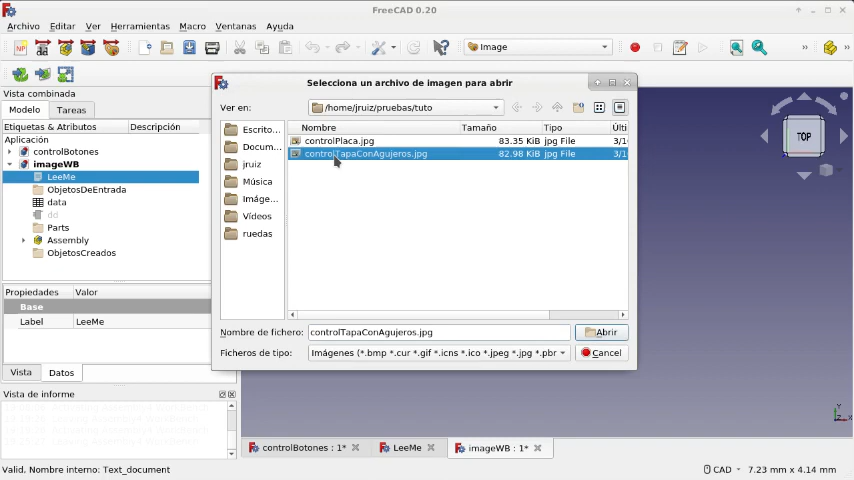 FreeCAD 0.20
Archivo Editar Ver Herramientas Macro Ventanas Ayuda
Image
Vista combinada
Modelo Tareas
Etiquetas & Atributos Descripción
Aplicación
controlBotones
imageWB
LeeMe
ObjetosDeEntrada
data
dd
Parts
Assembly
ObjetosCreados
Propiedades Valor
Base
Label LeeMe
Vista Datos
Vista de informe
Selecciona un archivo de imagen para abrir
Ver en: /home/jruiz/pruebas/tuto
Escrito...
Docum...
jruiz
Música
Imáge...
Vídeos
ruedas
Nombre Tamaño Tipo Últi
controlPlaca.jpg 83.35 KiB jpg File 3/1
controlTapaConAgujeros.jpg 82.98 KiB jpg File 3/1
Nombre de fichero: controlTapaConAgujeros.jpg Abrir
Ficheros de tipo: Imágenes (*.bmp *.cur *.gif *.icns *.ico *.jpeg *.jpg *.pbr Cancel
TOP
Y
X
controlBotones : 1* LeeMe imageWB : 1*
Valid. Nombre interno: Text_document CAD 7.23 mm x 4.14 mm